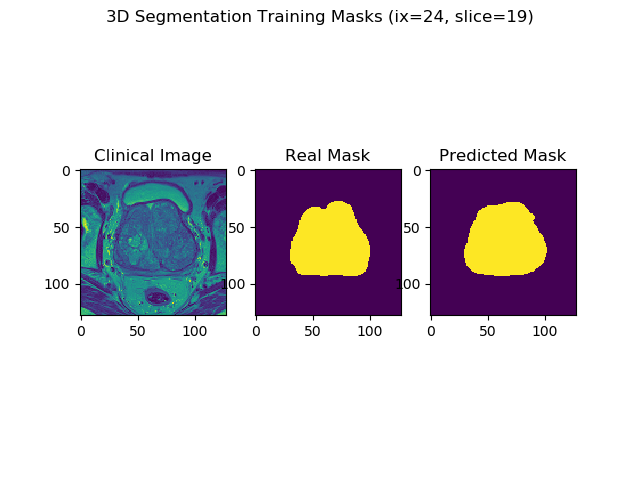 3D Segmentation Training Masks (ix=24, slice=19)
Clinical Image Real Mask Predicted Mask
0 0 0
50 50 50
100 100 100
0 50 100 0 50 100 0 50 100